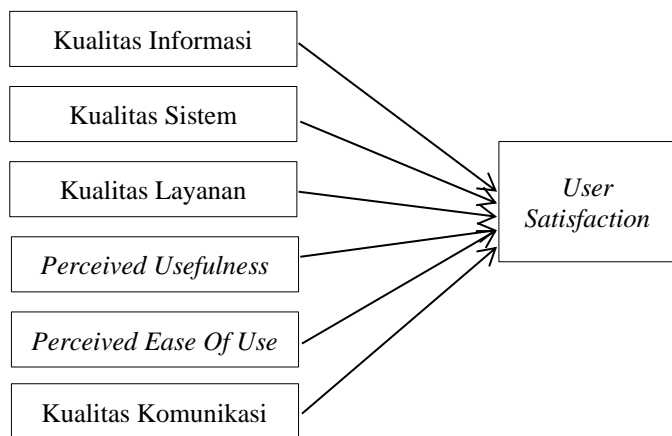 Kualitas Informasi
Kualitas Sistem
Kualitas Layanan
Perceived Usefulness
Perceived Ease Of Use
Kualitas Komunikasi
User
Satisfaction